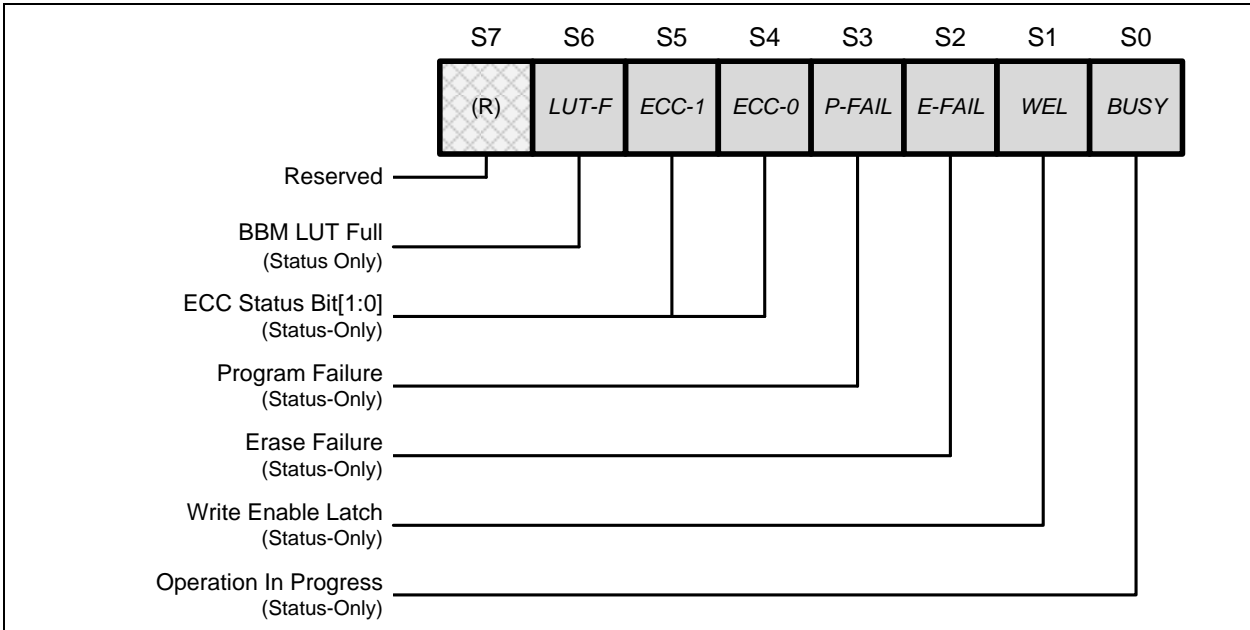 S7 S6 S5 S4 S3 S2 S1 S0
(R) LUT-F ECC-1 ECC-0 P-FAIL E-FAIL WEL BUSY
Reserved
BBM LUT Full
(Status Only)
ECC Status Bit[1:0]
(Status-Only)
Program Failure
(Status-Only)
Erase Failure
(Status-Only)
Write Enable Latch
(Status-Only)
Operation In Progress
(Status-Only)